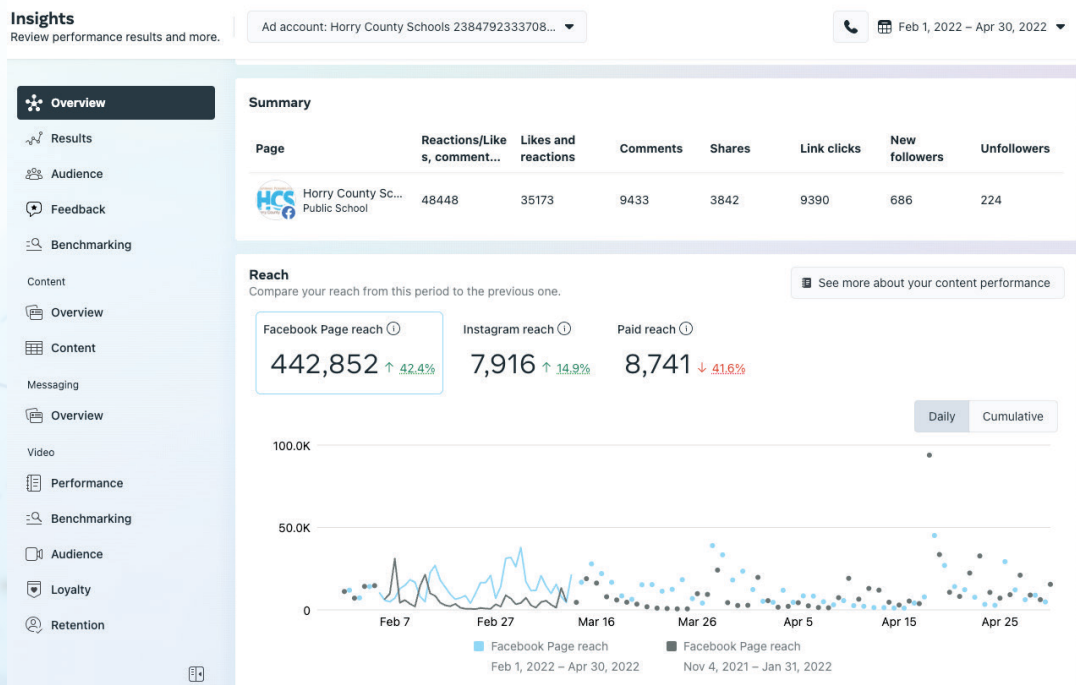 Insights
Review performance results and more.
Ad account: Horry County Schools 2384792333708...
Feb 1, 2022 – Apr 30, 2022
Overview
Results
Audience
Feedback
Benchmarking
Content
Overview
Content
Messaging
Overview
Video
Performance
Benchmarking
Audience
Loyalty
Retention
Summary
Page
Reactions/Like
s, comment...
Likes and
reactions
Comments
Shares
Link clicks
New
followers
Unfollowers
HCS
Horry County Sc...
Public School
48448
35173
9433
3842
9390
686
224
Reach
Compare your reach from this period to the previous one.
See more about your content performance
Facebook Page reach
442,852 ↑ 42.4%
Instagram reach
7,916 ↑ 14.9%
Paid reach
8,741 ↓ 41.6%
Daily
Cumulative
100.0K
50.0K
0
Feb 7
Feb 27
Mar 16
Mar 26
Apr 5
Apr 15
Apr 25
Facebook Page reach
Feb 1, 2022 – Apr 30, 2022
Facebook Page reach
Nov 4, 2021 – Jan 31, 2022